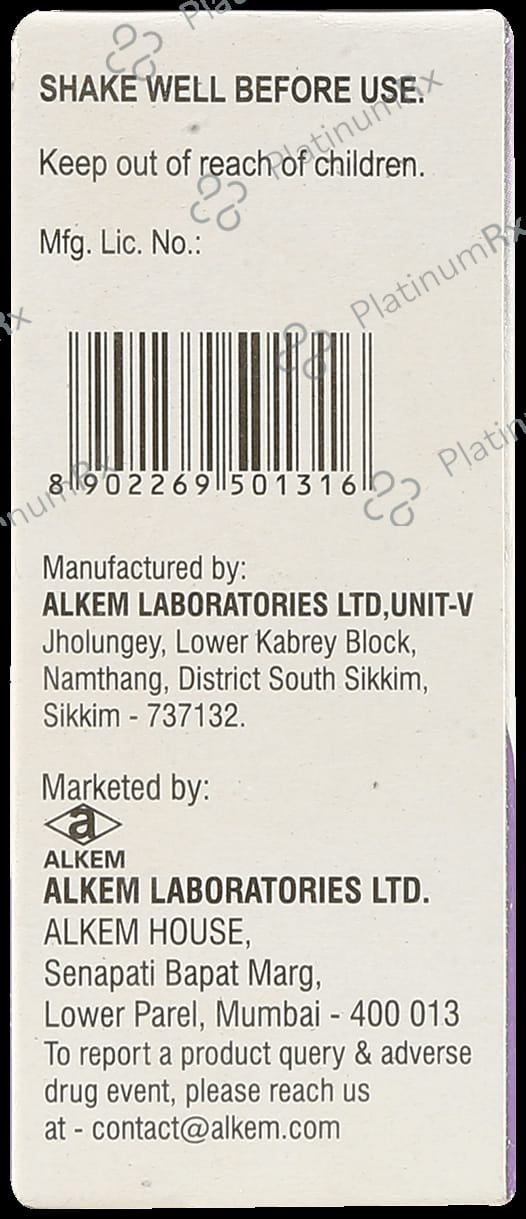 SHAKE WELL BEFORE USE.
Keep out of reach of children.
Mfg. Lic. No.:
8 902269 501316
Manufactured by:
ALKEM LABORATORIES LTD,UNIT-V
Jholungey, Lower Kabrey Block,
Namthang, District South Sikkim,
Sikkim - 737132.
Marketed by:
a
ALKEM
ALKEM LABORATORIES LTD.
ALKEM HOUSE,
Senapati Bapat Marg,
Lower Parel, Mumbai - 400 013
To report a product query & adverse
drug event, please reach us
at - contact@alkem.com
PlatinumRx
PlatinumRx